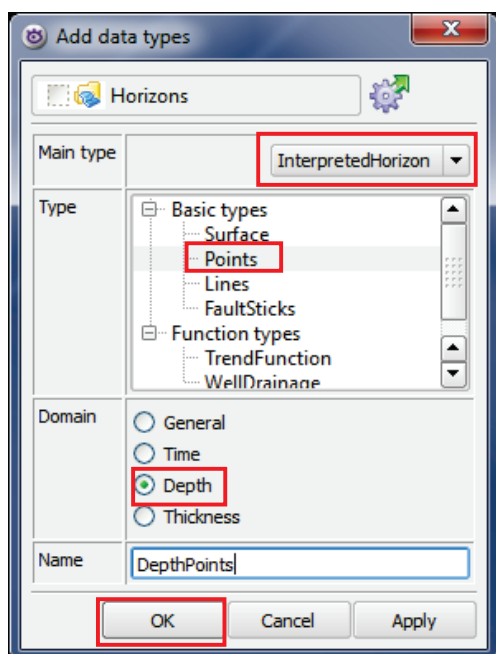 Add data types
Horizons
Main type
InterpretedHorizon
Type
Basic types
Surface
Points
Lines
FaultSticks
Function types
TrendFunction
WellDrainage
Domain
General
Time
Depth
Thickness
Name
DepthPoints
OK Cancel Apply